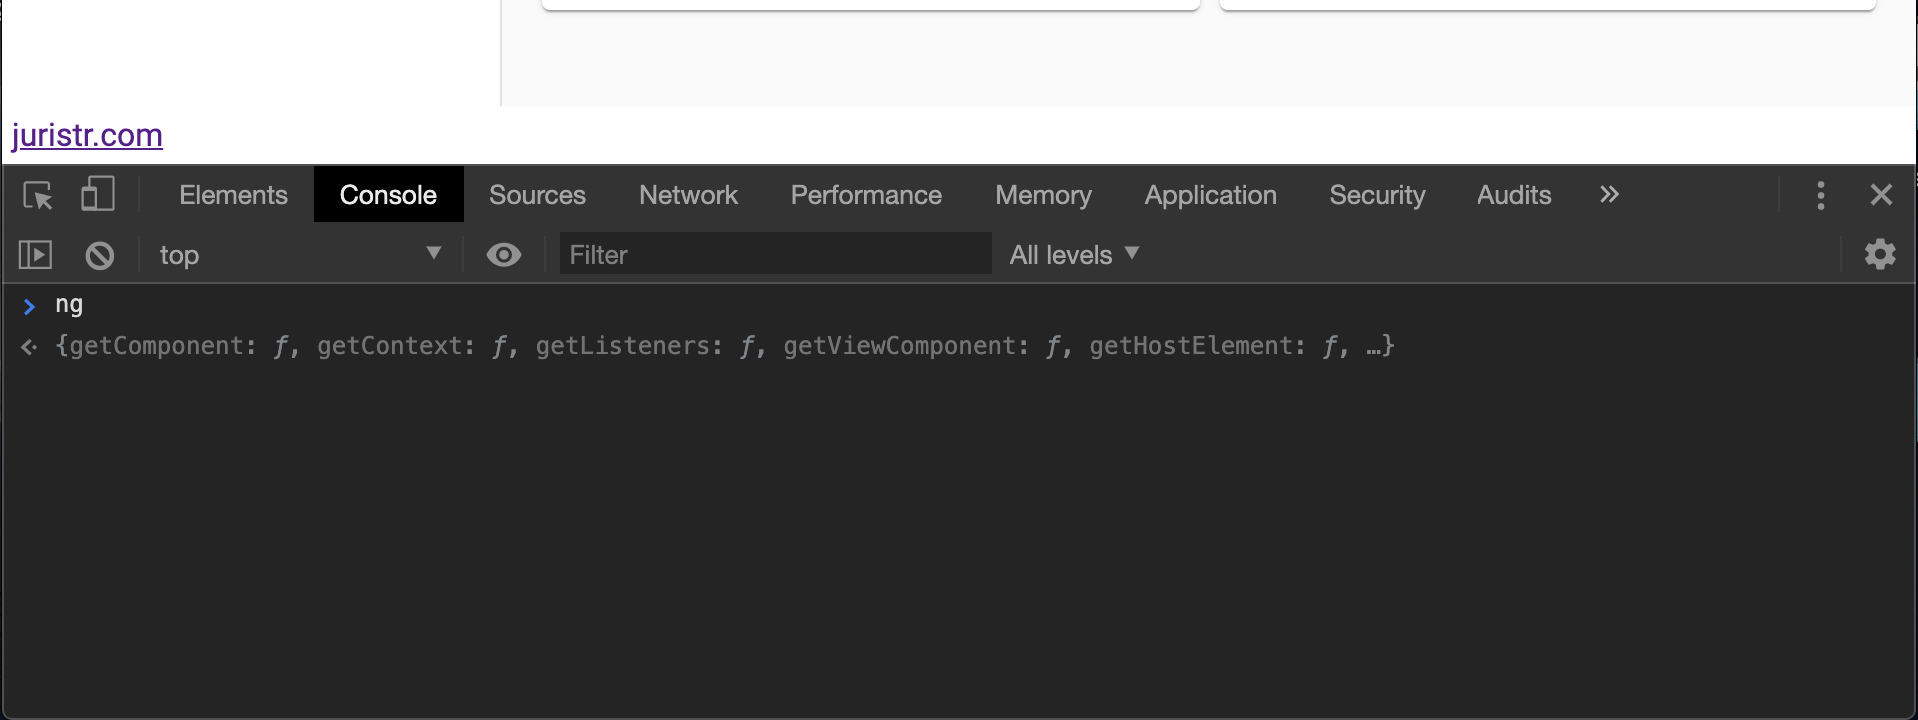 juristr.com
Elements Console Sources Network Performance Memory Application Security Audits »
top ▼ Filter All levels ▼
> ng
{getComponent: ƒ, getContext: ƒ, getListeners: ƒ, getViewComponent: ƒ, getHostElement: ƒ, …}